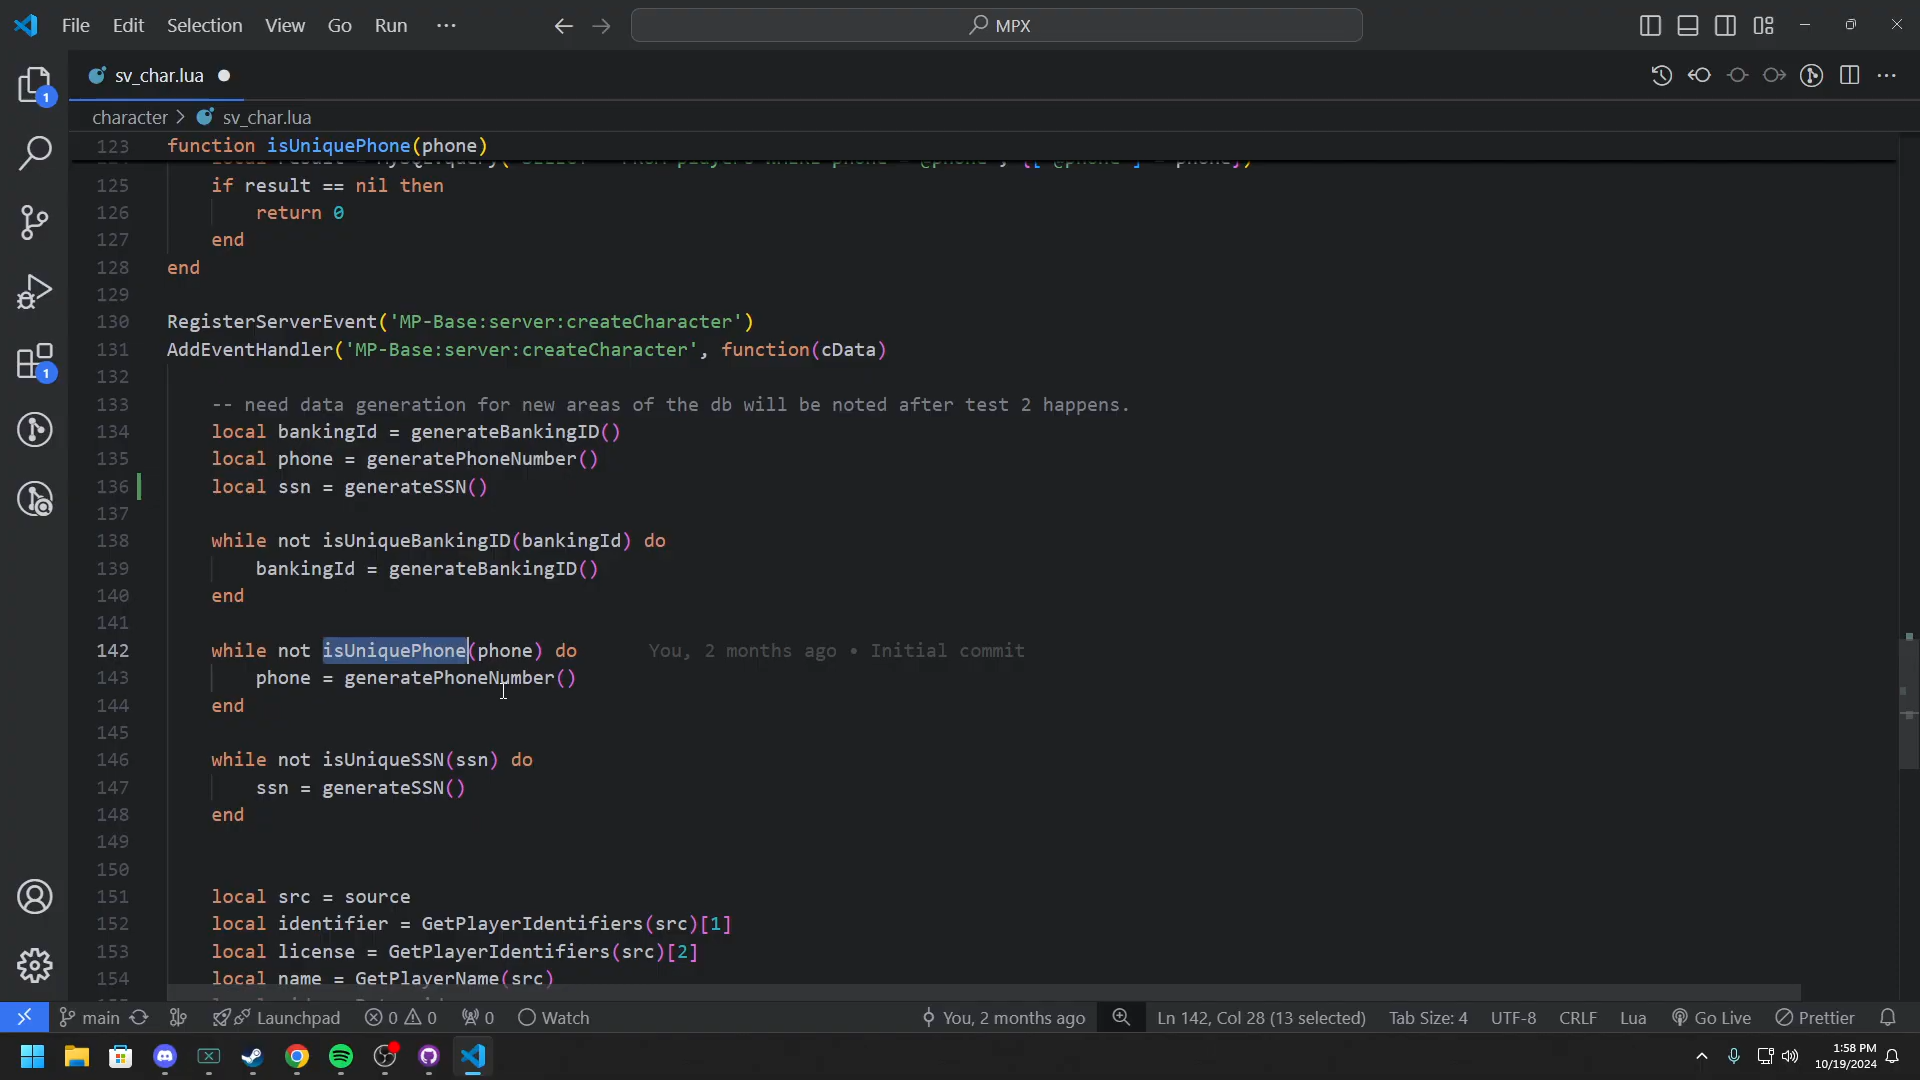 File Edit Selection View Go Run ···
MPX
sv_char.lua
character > sv_char.lua
123 function isUniquePhone(phone)
125 if result == nil then
126 return 0
127 end
128 end
129
130 RegisterServerEvent('MP-Base:server:createCharacter')
131 AddEventHandler('MP-Base:server:createCharacter', function(cData)
132
133 -- need data generation for new areas of the db will be noted after test 2 happens.
134 local bankingId = generateBankingID()
135 local phone = generatePhoneNumber()
136 local ssn = generateSSN()
137
138 while not isUniqueBankingID(bankingId) do
139 bankingId = generateBankingID()
140 end
141
142 while not isUniquePhone(phone) do You, 2 months ago • Initial commit
143 phone = generatePhoneNumber()
144 end
145
146 while not isUniqueSSN(ssn) do
147 ssn = generateSSN()
148 end
149
150
151 local src = source
152 local identifier = GetPlayerIdentifiers(src)[1]
153 local license = GetPlayerIdentifiers(src)[2]
154 local name = GetPlayerName(src)
1
1
main Launchpad 0 0 0 Watch You, 2 months ago Ln 142, Col 28 (13 selected) Tab Size: 4 UTF-8 CRLF Lua Go Live Prettier
1:58 PM
10/19/2024